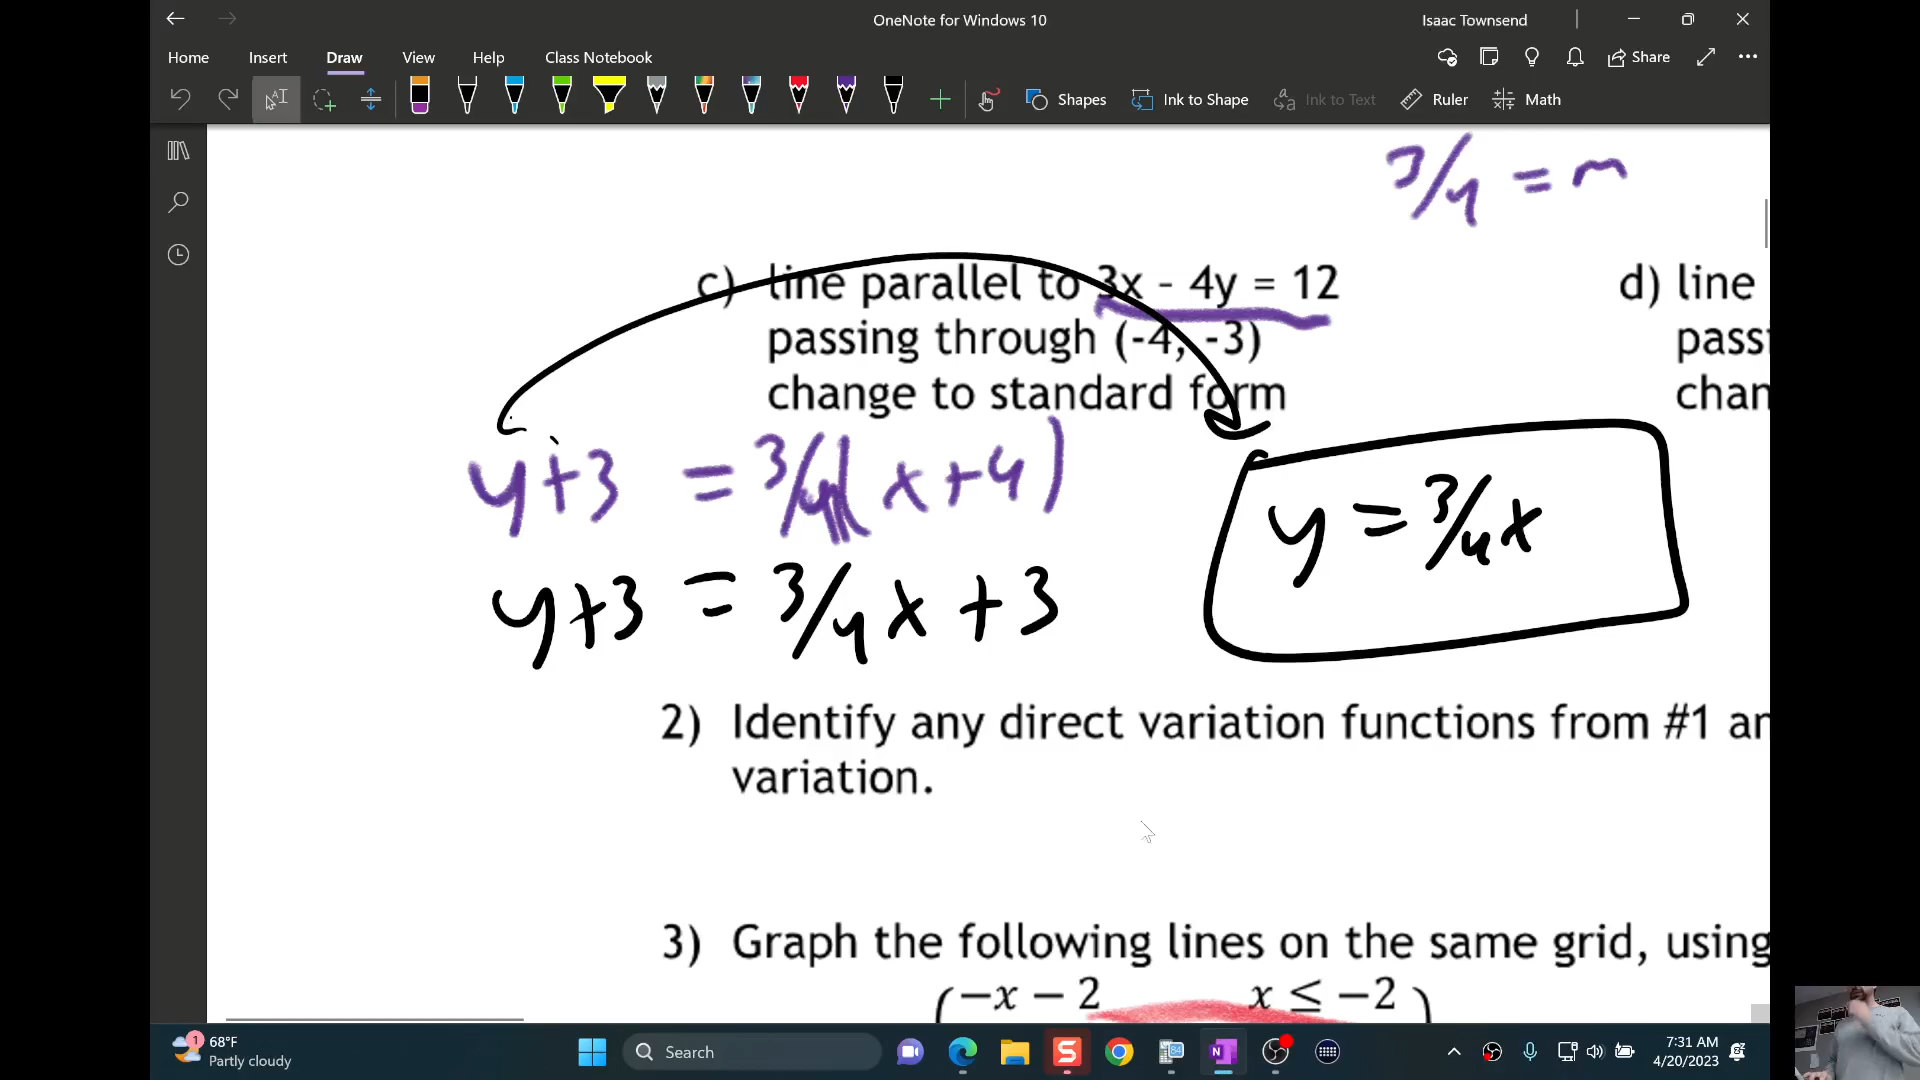 OneNote for Windows 10
Isaac Townsend
Home Insert Draw View Help Class Notebook
Share
Shapes Ink to Shape Ink to Text Ruler Math
3/4 = m
c) line parallel to 3x - 4y = 12
passing through (-4, -3)
change to standard form
d) line
pass
chan
y+3 = 3/4(x+4)
y+3 = 3/4x+3
y = 3/4x
2) Identify any direct variation functions from #1 an
variation.
3) Graph the following lines on the same grid, using
−x − 2 x ≤ −2
1
68°F
Partly cloudy
Search
7:31 AM
4/20/2023